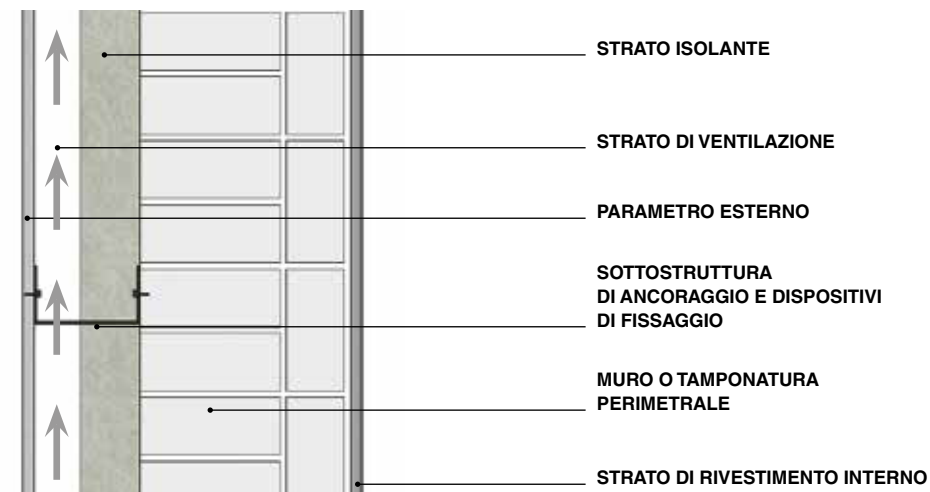 STRATO ISOLANTE
STRATO DI VENTILAZIONE
PARAMETRO ESTERNO
SOTTOSTRUTTURA
DI ANCORAGGIO E DISPOSITIVI
DI FISSAGGIO
MURO O TAMPONATURA
PERIMETRALE
STRATO DI RIVESTIMENTO INTERNO